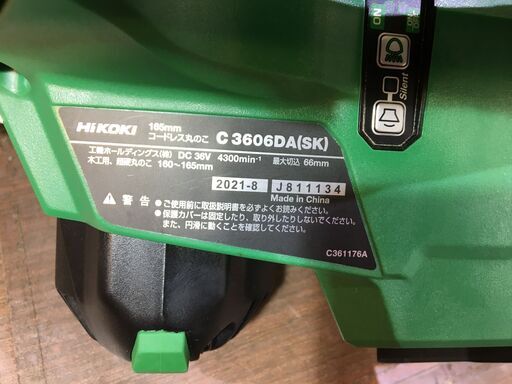 ON
Silent
HiKOKI
165mm
コードレス丸のこ
C 3606DA(SK)
工機ホールディングス(株) DC 36V 4300min⁻¹ 最大切込 66mm
木工用、超硬丸のこ 160〜165mm
2021-8 J811134
Made in China
警告
●ご使用前に取扱説明書を必ずよくお読みください。
●保護カバーは固定したり、取り外したりしないでください。
また、円滑に動くことを確認してください。
C361176A